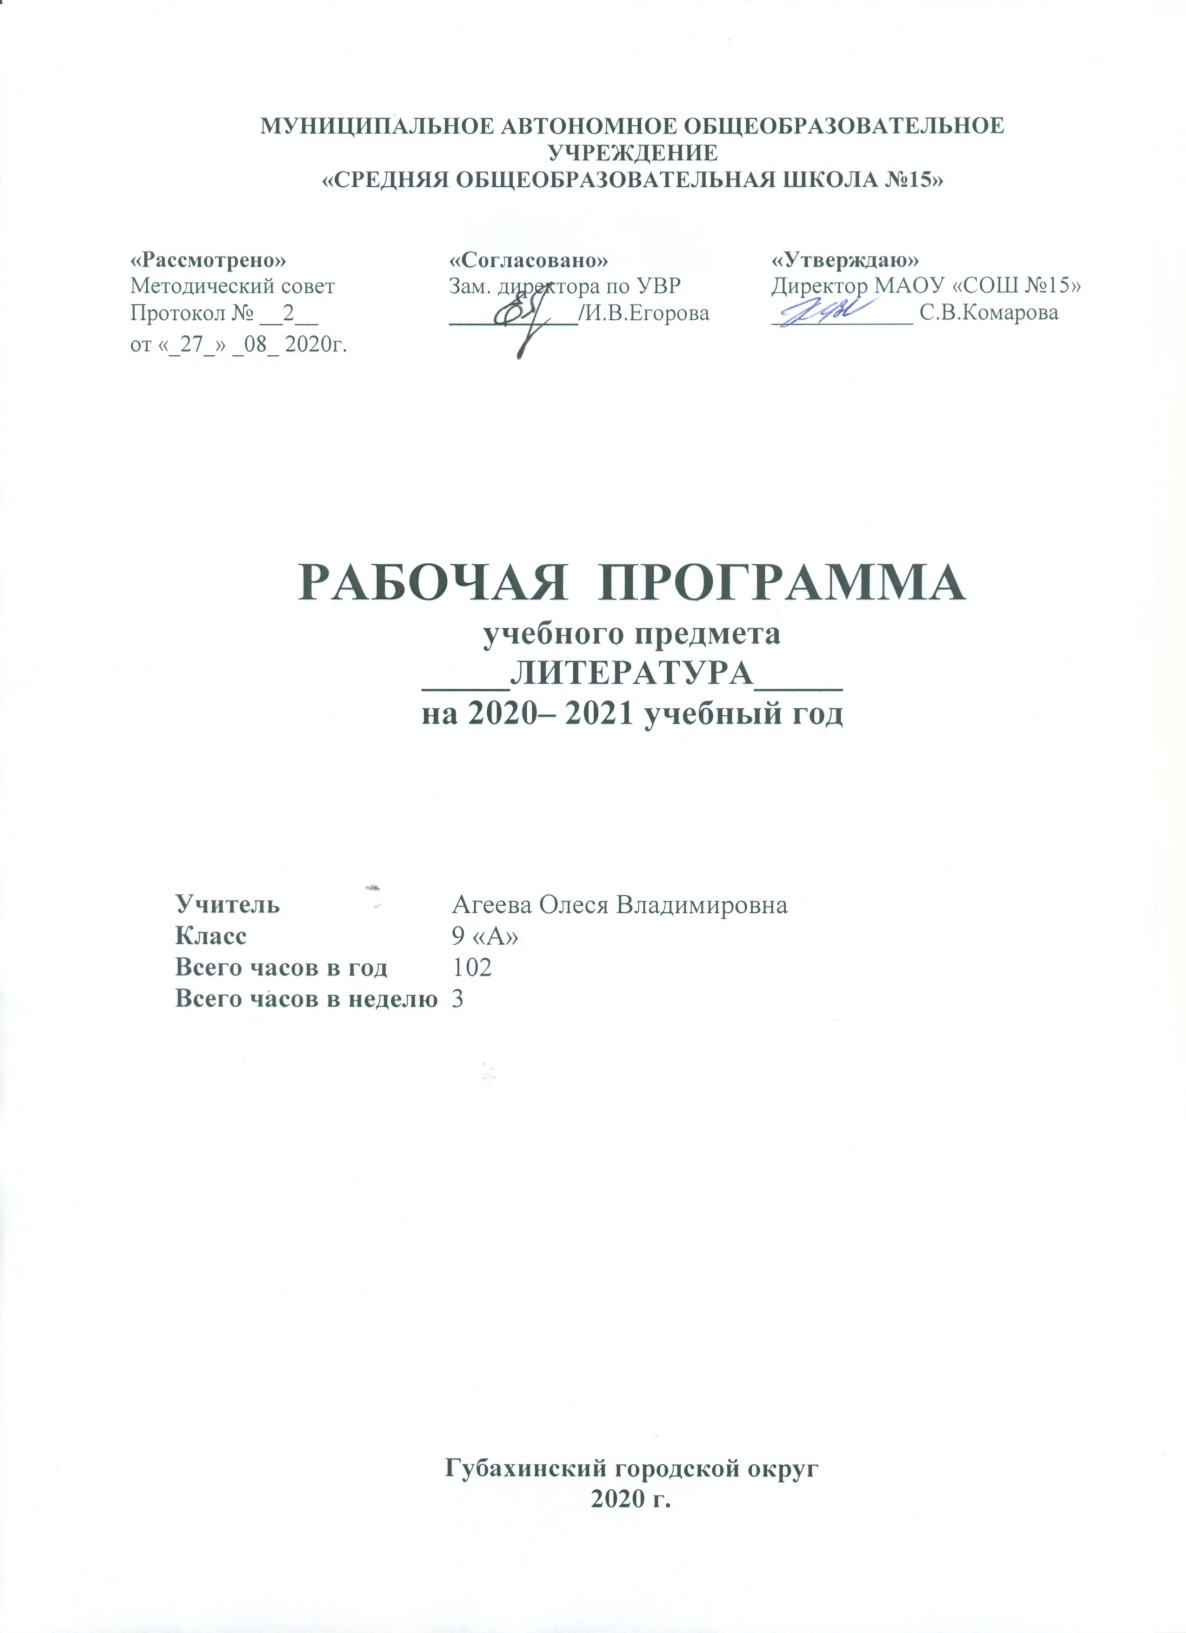 МУНИЦИПАЛЬНОЕ АВТОНОМНОЕ ОБЩЕОБРАЗОВАТЕЛЬНОЕ
УЧРЕЖДЕНИЕ
«СРЕДНЯЯ ОБЩЕОБРАЗОВАТЕЛЬНАЯ ШКОЛА №15»
«Рассмотрено»
Методический совет
Протокол № __2__
от «_27_» _08_ 2020г.
«Согласовано»
Зам. директора по УВР
___________/И.В.Егорова
«Утверждаю»
Директор МАОУ «СОШ №15»
____________ С.В.Комарова
РАБОЧАЯ ПРОГРАММА
учебного предмета
_____ЛИТЕРАТУРА_____
на 2020– 2021 учебный год
Учитель Агеева Олеся Владимировна
Класс 9 «А»
Всего часов в год 102
Всего часов в неделю 3
Губахинский городской округ
2020 г.